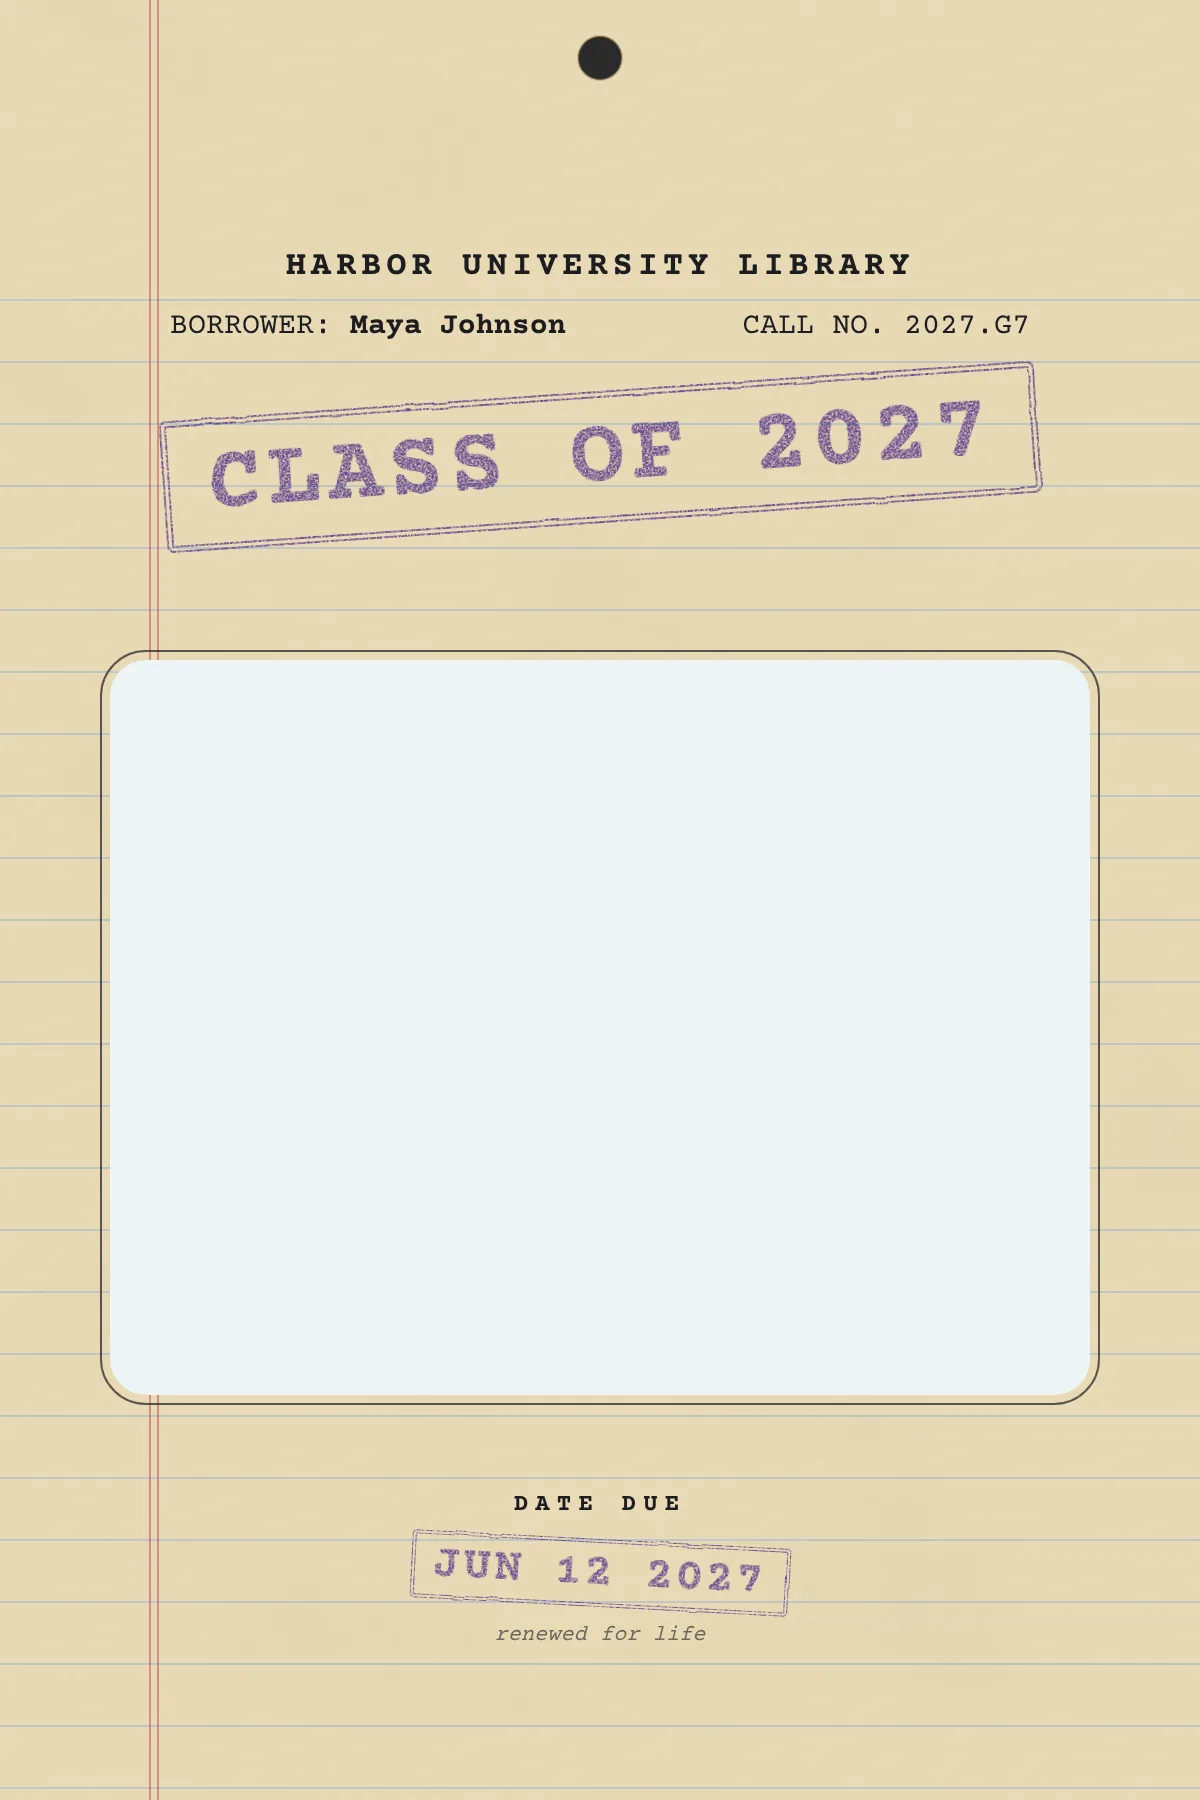 HARBOR UNIVERSITY LIBRARY
BORROWER: Maya Johnson CALL NO. 2027.G7
CLASS OF 2027
DATE DUE
JUN 12 2027
renewed for life